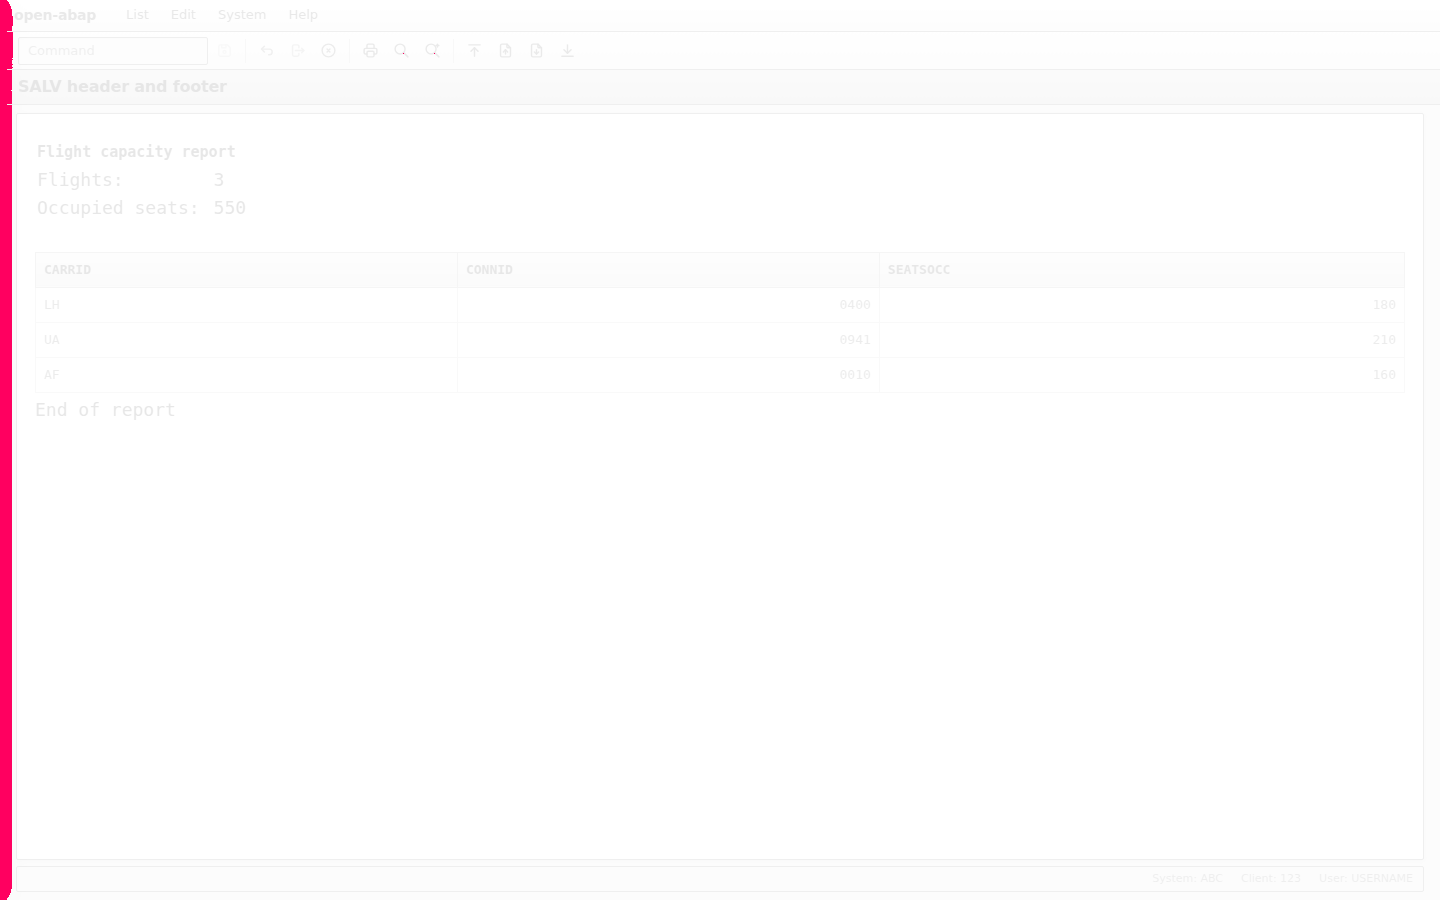 open-abap List Edit System Help
Command
SALV header and footer
Flight capacity report
Flights: 3
Occupied seats: 550
CARRID CONNID SEATSOCC
LH 0400 180
UA 0941 210
AF 0010 160
End of report
System: ABC Client: 123 User: USERNAME